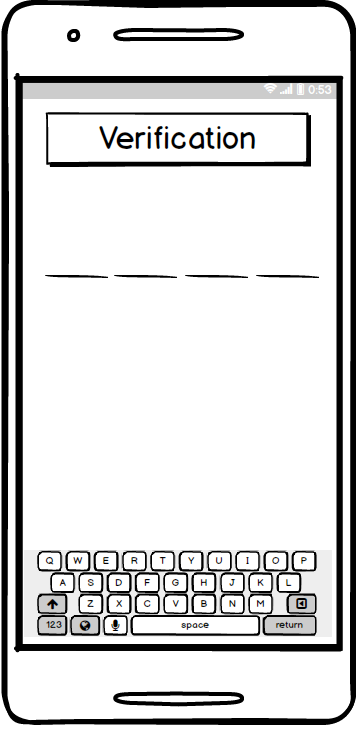 0:53
Verification
Q W E R T Y U I O P
A S D F G H J K L
Z X C V B N M
123 space return